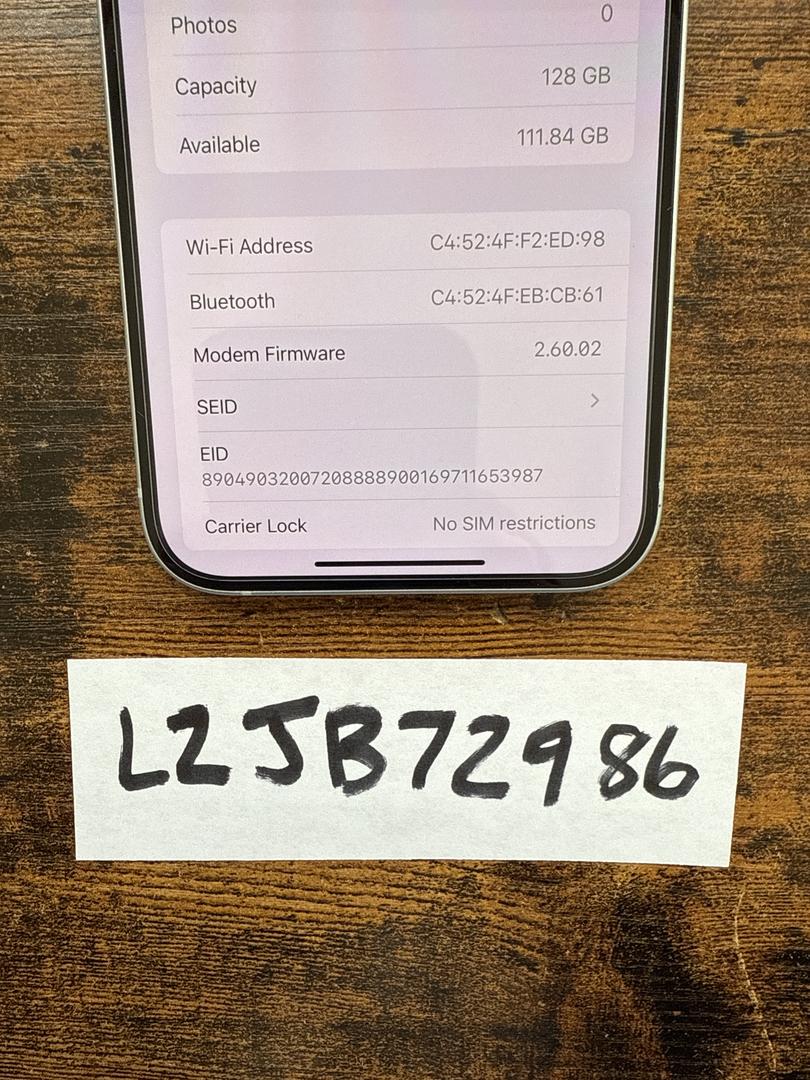 Photos 0
Capacity 128 GB
Available 111.84 GB
Wi-Fi Address C4:52:4F:F2:ED:98
Bluetooth C4:52:4F:EB:CB:61
Modem Firmware 2.60.02
SEID
EID
89049032007208888900169711653987
Carrier Lock No SIM restrictions
L2JB72986